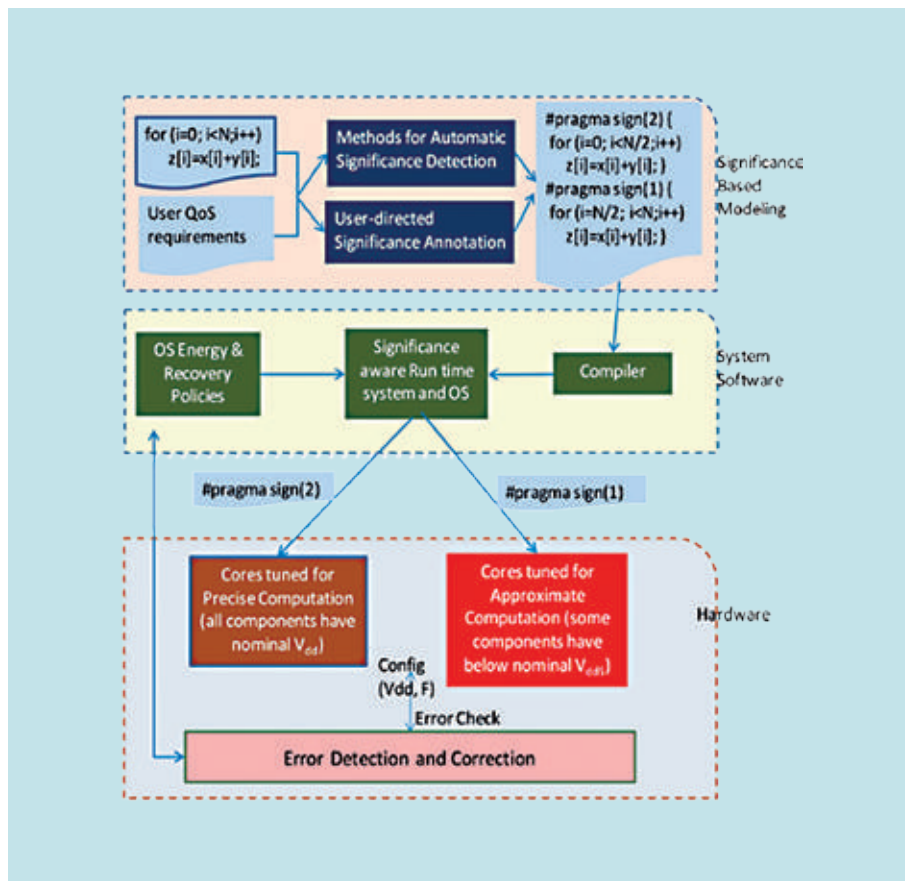 for (i=0; i<N;i++)
z[i]=x[i]+y[i];
User QoS
requirements
Methods for Automatic
Significance Detection
User-directed
Significance Annotation
#pragma sign(2) {
for (i=0; i<N/2;i++)
z[i]=x[i]+y[i]; }
#pragma sign(1) {
for (i=N/2; i<N;i++)
z[i]=x[i]+y[i]; }
Significance
Based
Modeling
OS Energy &
Recovery
Policies
Significance
aware Run time
system and OS
Compiler
System
Software
#pragma sign(2)
#pragma sign(1)
Cores tuned for
Precise Computation
(all components have
nominal Vdd)
Cores tuned for
Approximate
Computation (some
components have
below nominal Vdds)
Hardware
Config
(Vdd, F)
Error Check
Error Detection and Correction